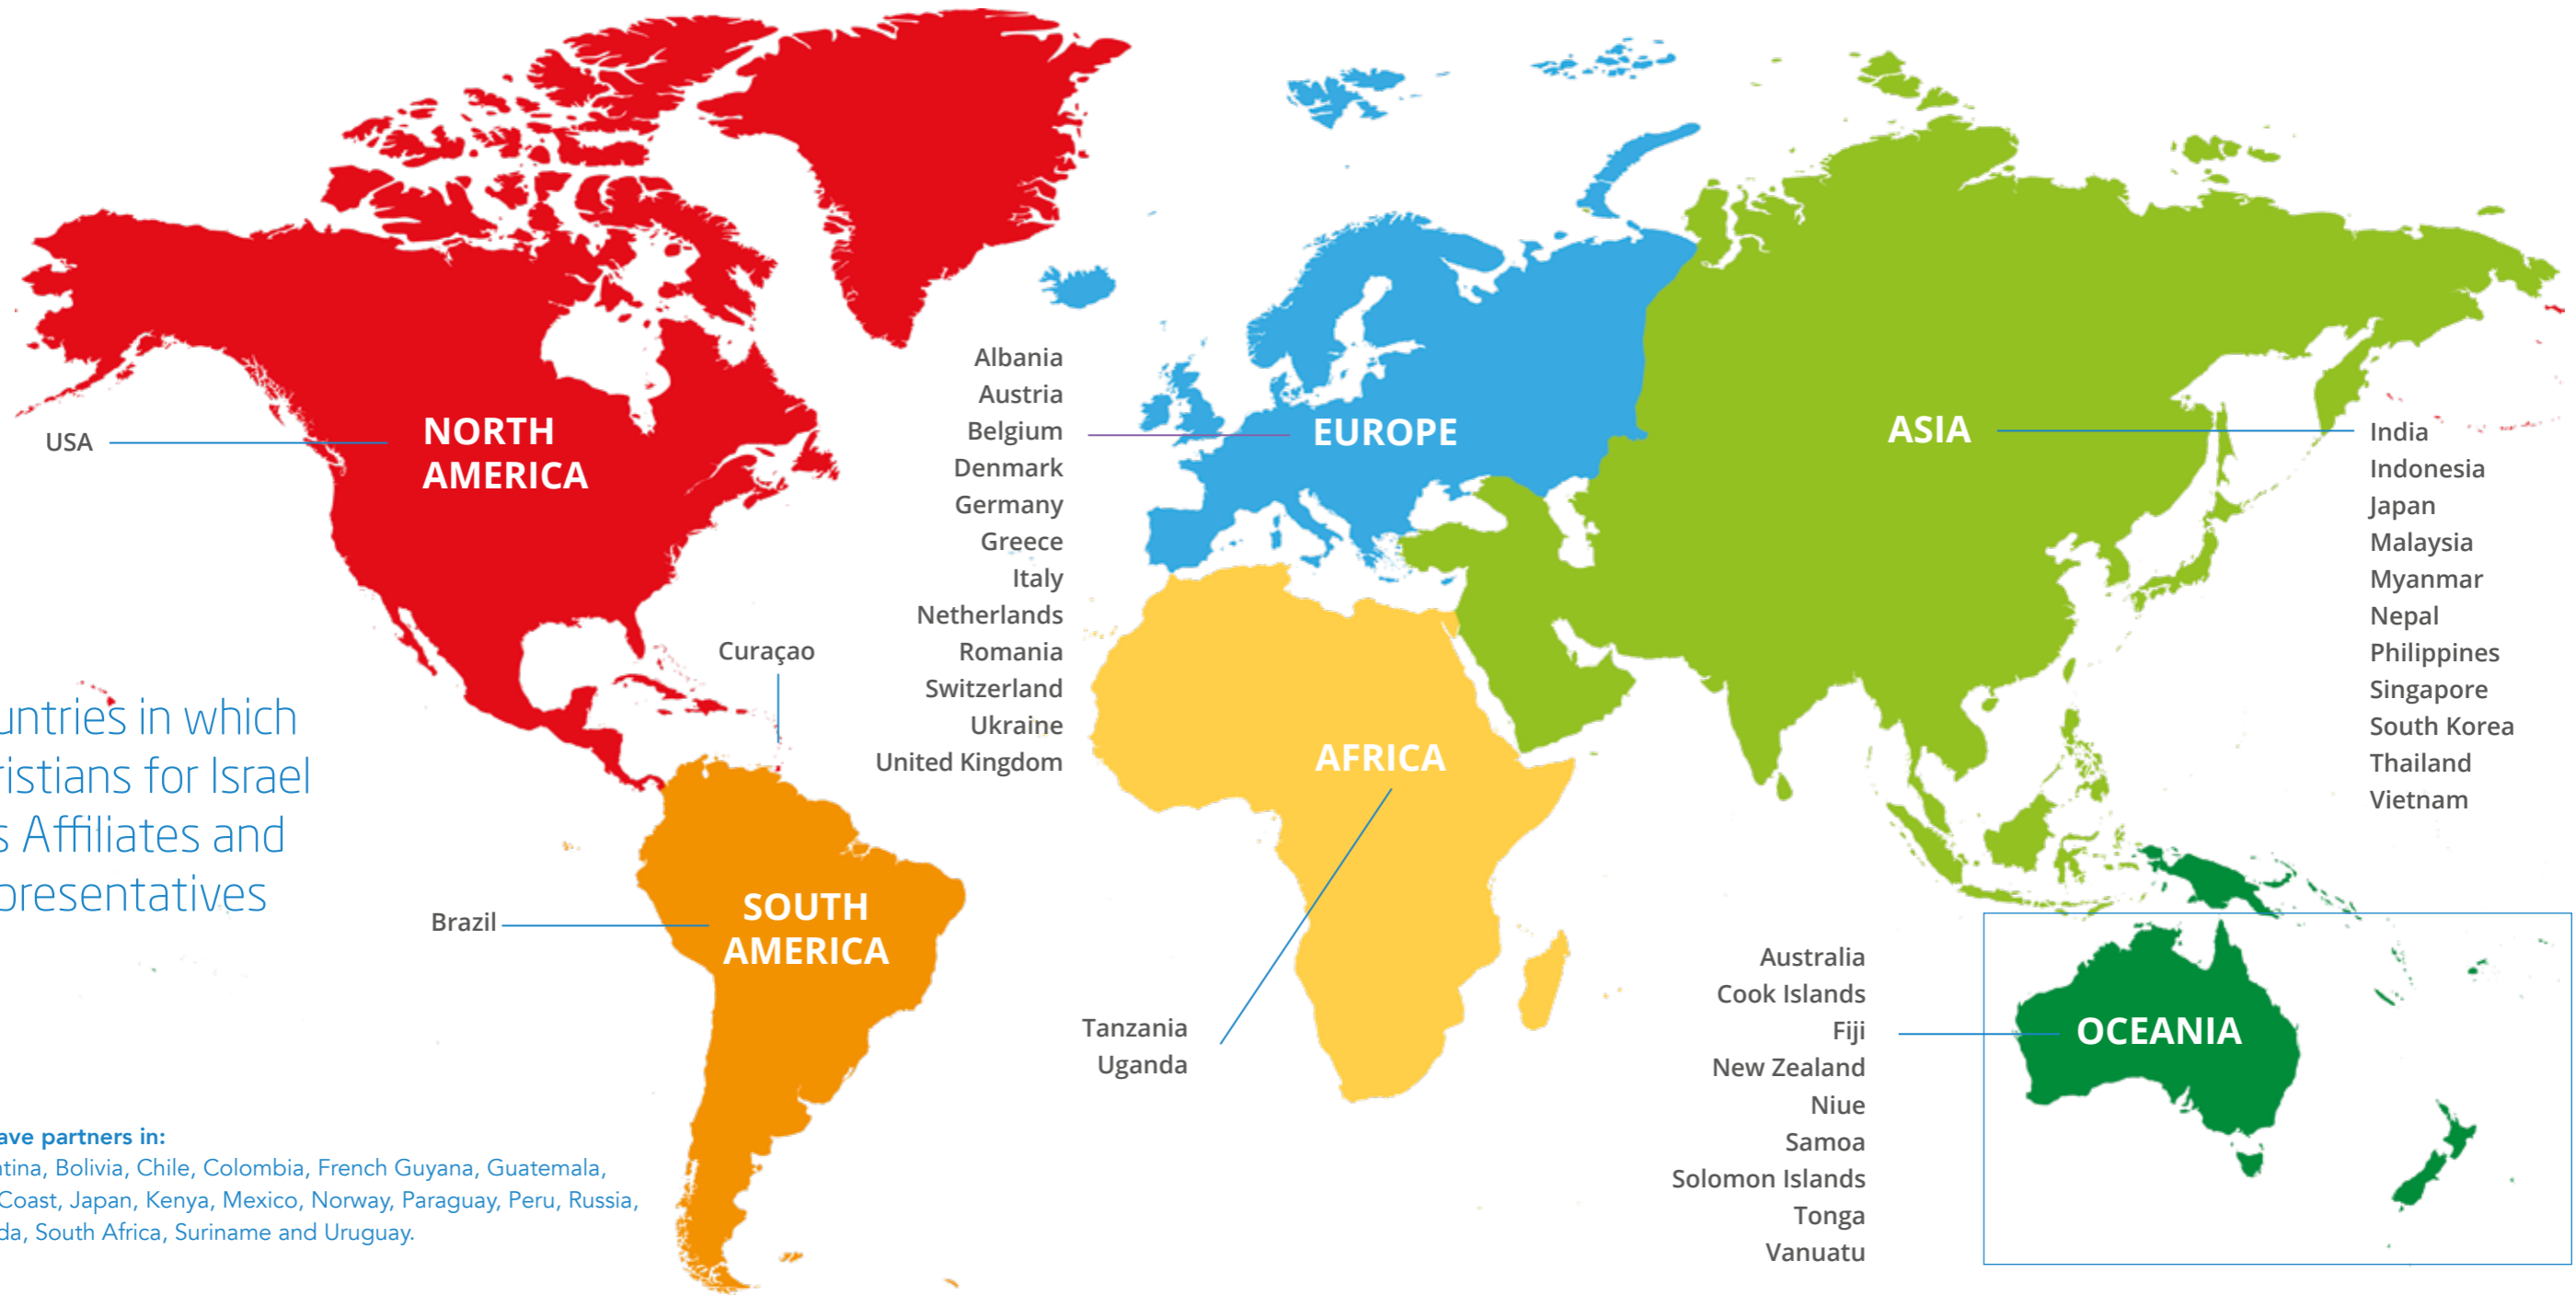 NORTH
AMERICA
USA
Curaçao
Albania
Austria
Belgium
Denmark
Germany
Greece
Italy
Netherlands
Romania
Switzerland
Ukraine
United Kingdom
EUROPE
ASIA
India
Indonesia
Japan
Malaysia
Myanmar
Nepal
Philippines
Singapore
South Korea
Thailand
Vietnam
untries in which
ristians for Israel
s Affiliates and
presentatives
AFRICA
Tanzania
Uganda
Brazil
SOUTH
AMERICA
Australia
Cook Islands
Fiji
New Zealand
Niue
Samoa
Solomon Islands
Tonga
Vanuatu
OCEANIA
ave partners in:
ntina, Bolivia, Chile, Colombia, French Guyana, Guatemala,
Coast, Japan, Kenya, Mexico, Norway, Paraguay, Peru, Russia,
da, South Africa, Suriname and Uruguay.